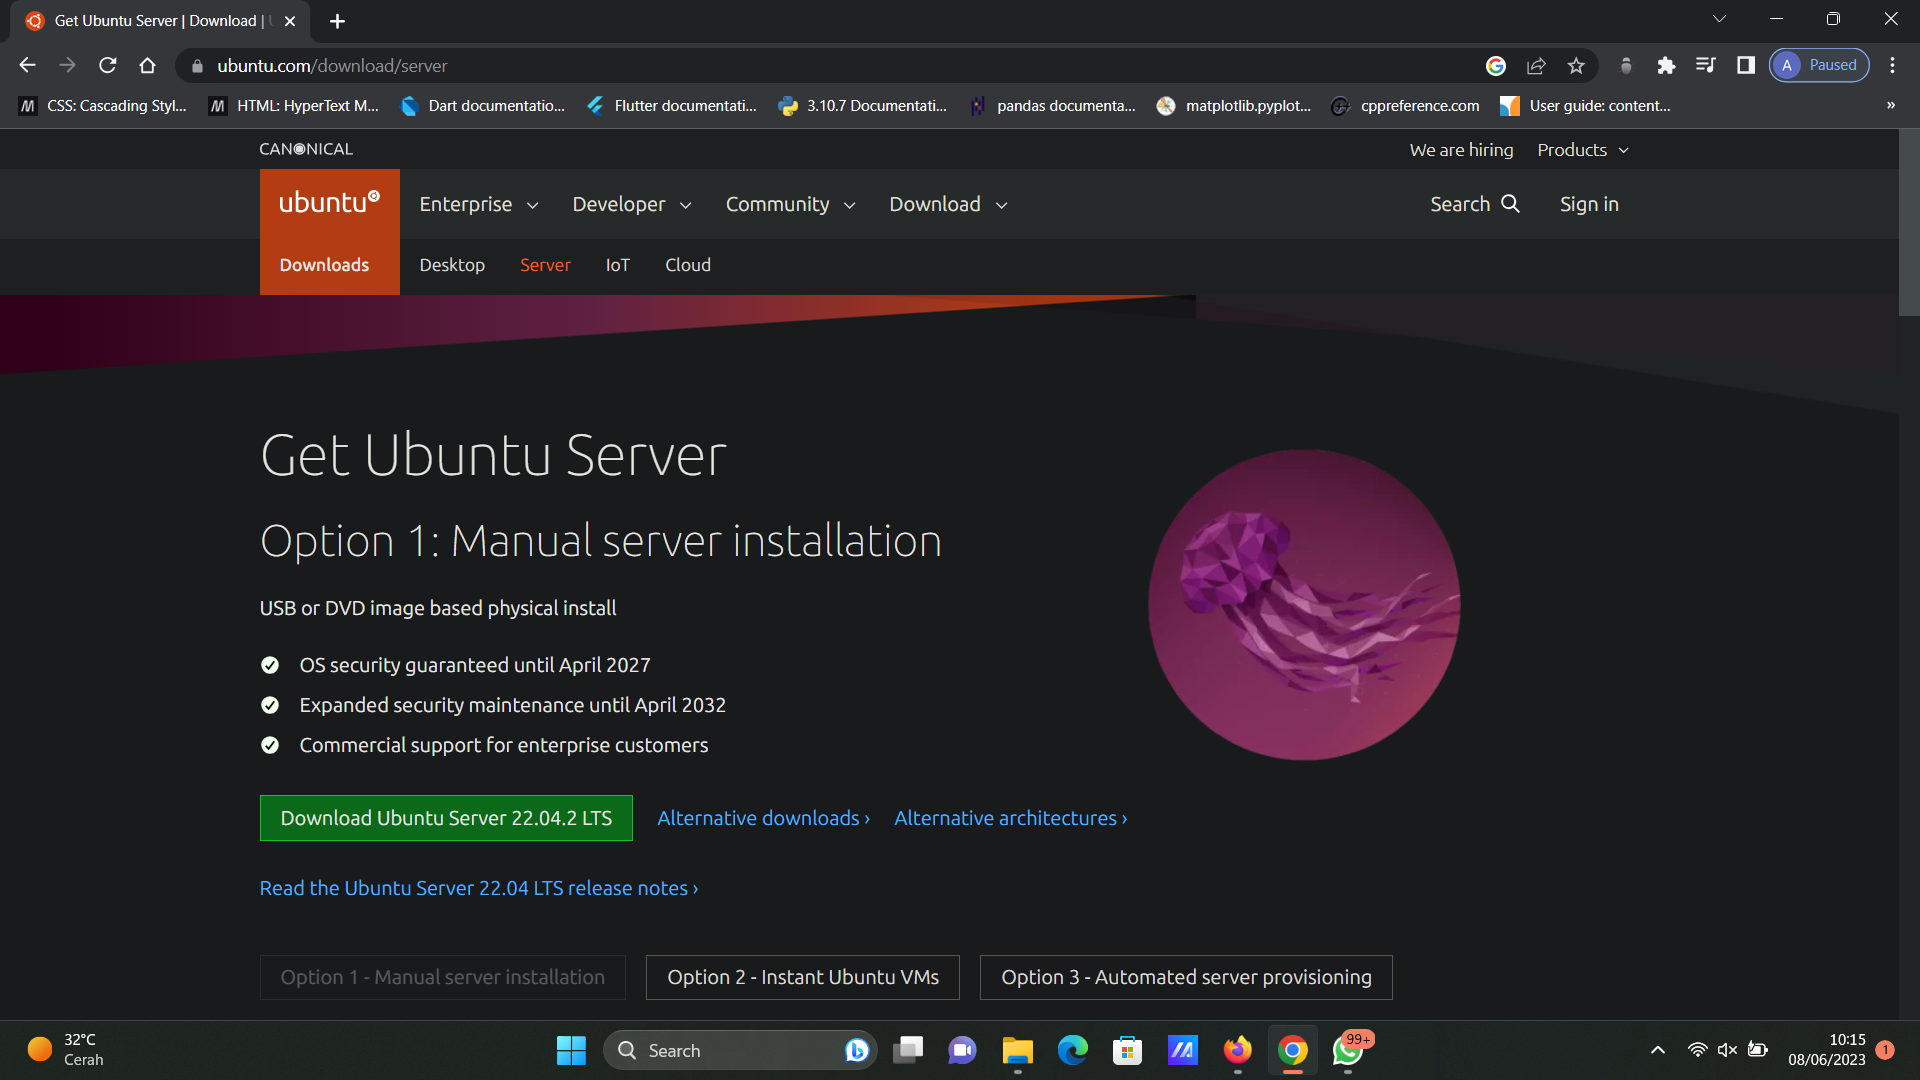 Get Ubuntu Server | Download |
ubuntu.com/download/server
A Paused
CSS: Cascading Styl... HTML: HyperText M... Dart documentatio... Flutter documentati... 3.10.7 Documentati... pandas documenta... matplotlib.pyplot... cppreference.com User guide: content... »
CANONICAL We are hiring Products
ubuntu Enterprise Developer Community Download Search Sign in
Downloads Desktop Server IoT Cloud
Get Ubuntu Server
Option 1: Manual server installation
USB or DVD image based physical install
OS security guaranteed until April 2027
Expanded security maintenance until April 2032
Commercial support for enterprise customers
Download Ubuntu Server 22.04.2 LTS Alternative downloads › Alternative architectures ›
Read the Ubuntu Server 22.04 LTS release notes ›
Option 1 - Manual server installation Option 2 - Instant Ubuntu VMs Option 3 - Automated server provisioning
32°C
Cerah
Search
99+
10:15
08/06/2023
1